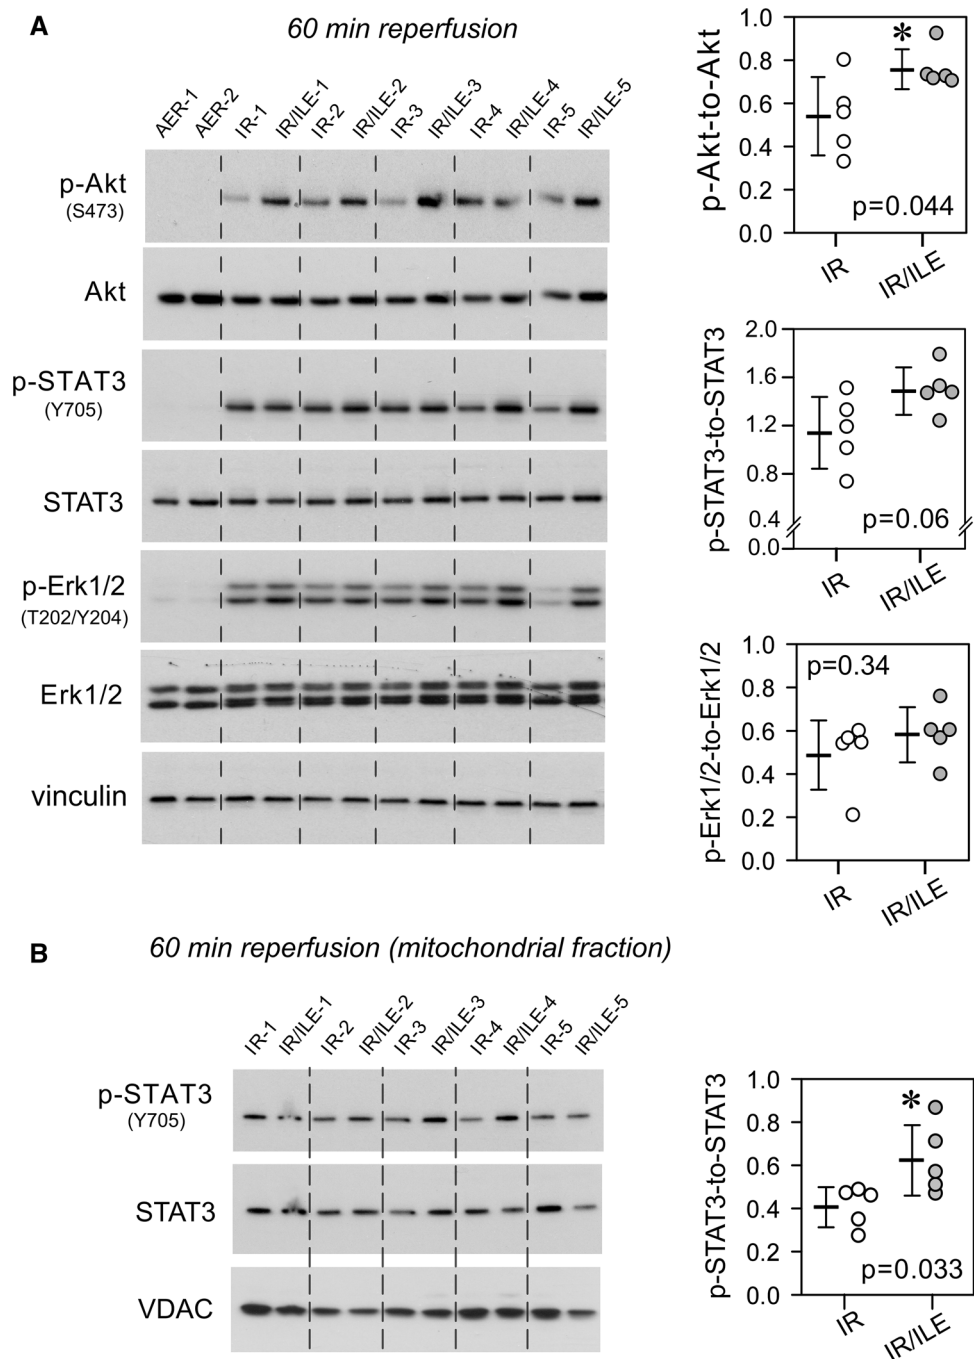 A
60 min reperfusion
AER-1 AER-2 IR-1 IR/ILE-1 IR-2 IR/ILE-2 IR-3 IR/ILE-3 IR-4 IR/ILE-4 IR-5 IR/ILE-5
p-Akt
(S473)
Akt
p-STAT3
(Y705)
STAT3
p-Erk1/2
(T202/Y204)
Erk1/2
vinculin
p-Akt-to-Akt
1.0
0.8
0.6
0.4
0.2
0.0
*
p=0.044
IR IR/ILE
p-STAT3-to-STAT3
2.0
1.6
1.2
0.8
0.4
0.0
p=0.06
IR IR/ILE
p-Erk1/2-to-Erk1/2
1.0
0.8
0.6
0.4
0.2
0.0
p=0.34
IR IR/ILE
B
60 min reperfusion (mitochondrial fraction)
IR-1 IR/ILE-1 IR-2 IR/ILE-2 IR-3 IR/ILE-3 IR-4 IR/ILE-4 IR-5 IR/ILE-5
p-STAT3
(Y705)
STAT3
VDAC
p-STAT3-to-STAT3
1.0
0.8
0.6
0.4
0.2
0.0
*
p=0.033
IR IR/ILE